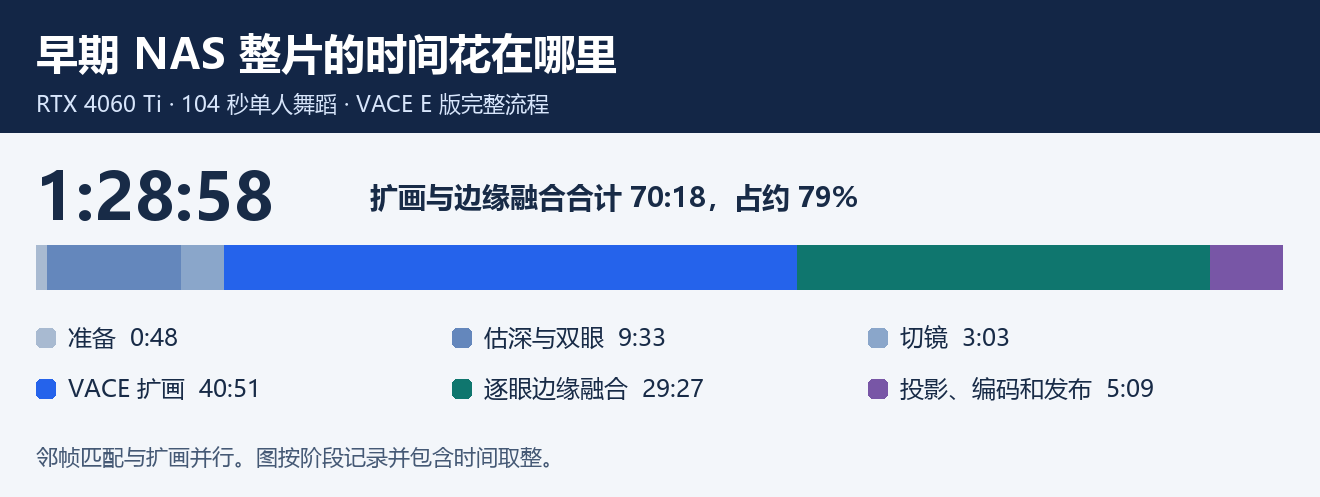 早期 NAS 整片的时间花在哪里
RTX 4060 Ti · 104 秒单人舞蹈 · VACE E 版完整流程
1:28:58
扩画与边缘融合合计 70:18，占约 79%
准备 0:48
估深与双眼 9:33
切镜 3:03
VACE 扩画 40:51
逐眼边缘融合 29:27
投影、编码和发布 5:09
邻帧匹配与扩画并行。图按阶段记录并包含时间取整。